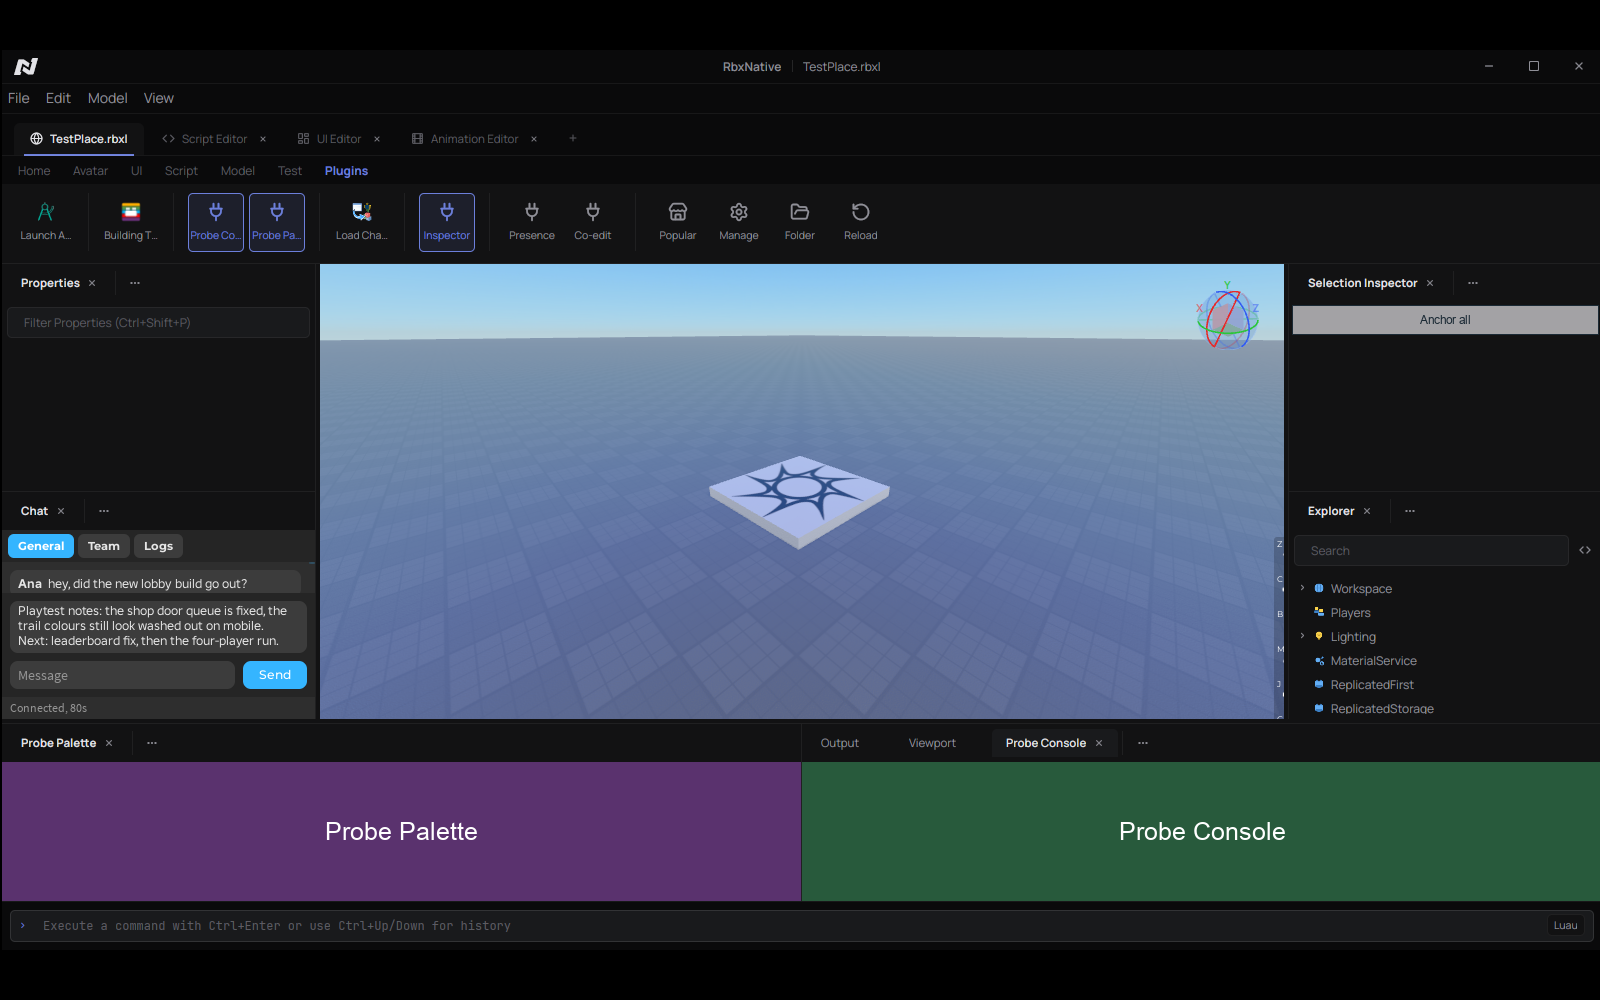 RbxNative TestPlace.rbxl
File Edit Model View
TestPlace.rbxl Script Editor UI Editor Animation Editor
Home Avatar UI Script Model Test Plugins
Launch A... Building T... Probe Co... Probe Pa... Load Cha... Inspector Presence Co-edit Popular Manage Folder Reload
Properties
Filter Properties (Ctrl+Shift+P)
Chat
General Team Logs
Ana hey, did the new lobby build go out?
Playtest notes: the shop door queue is fixed, the
trail colours still look washed out on mobile.
Next: leaderboard fix, then the four-player run.
Message Send
Connected, 80s
Y
X Z
Z
C
B
M
J
Selection Inspector
Anchor all
Explorer
Search
Workspace
Players
Lighting
MaterialService
ReplicatedFirst
ReplicatedStorage
Probe Palette
Probe Palette
Output Viewport Probe Console
Probe Console
Execute a command with Ctrl+Enter or use Ctrl+Up/Down for history Luau